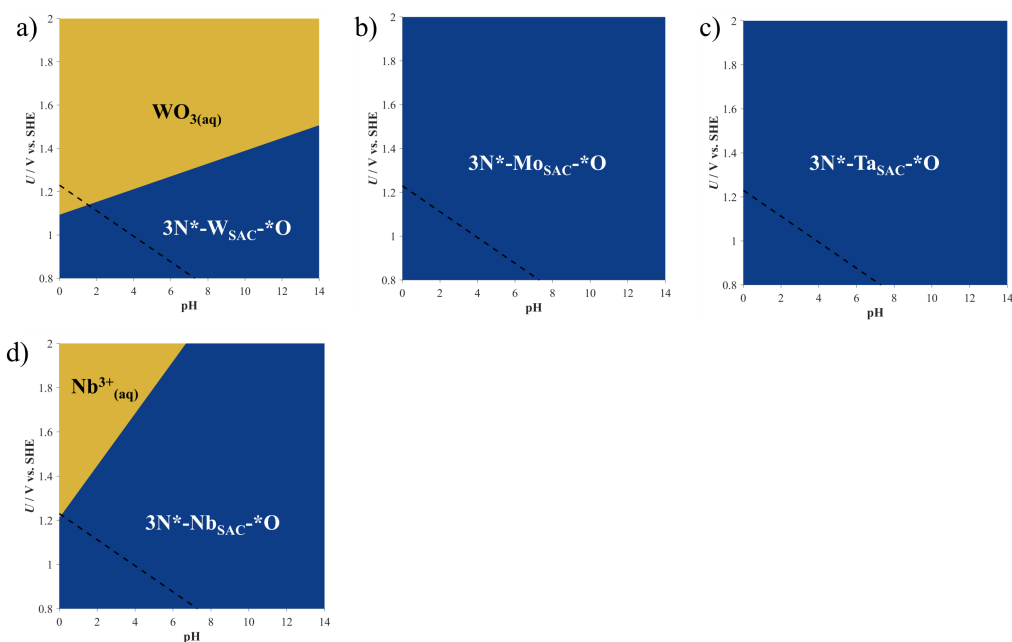 a)
2
1.8
1.6
1.4
1.2
1
0.8
U / V vs. SHE
WO3(aq)
3N*-WSAC-*O
0 2 4 6 8 10 12 14
pH
b)
2
1.8
1.6
1.4
1.2
1
0.8
U / V vs. SHE
3N*-MoSAC-*O
0 2 4 6 8 10 12 14
pH
c)
2
1.8
1.6
1.4
1.2
1
0.8
U / V vs. SHE
3N*-TaSAC-*O
0 2 4 6 8 10 12 14
pH
d)
2
1.8
1.6
1.4
1.2
1
0.8
U / V vs. SHE
Nb3+(aq)
3N*-NbSAC-*O
0 2 4 6 8 10 12 14
pH